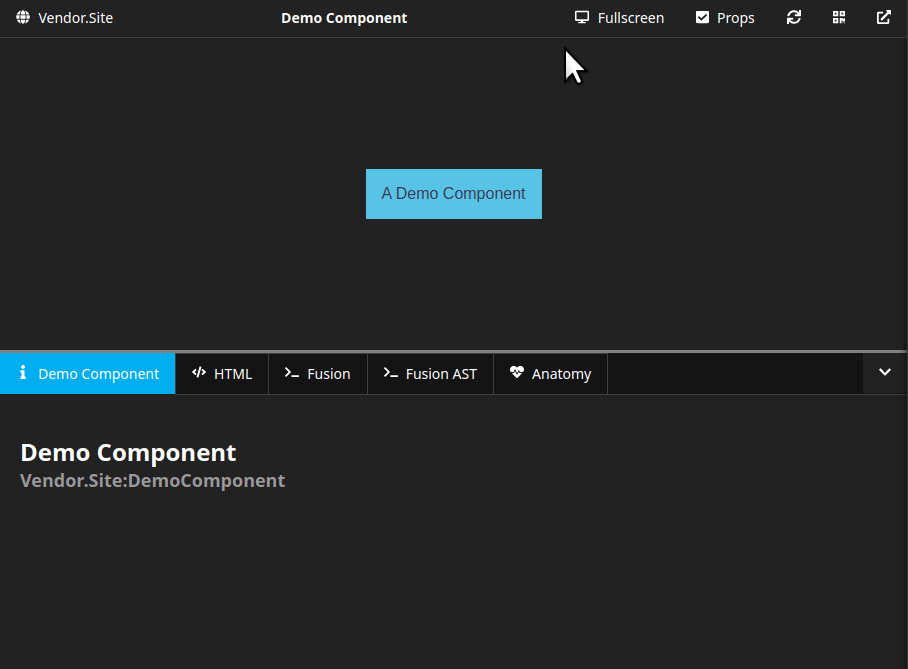 Vendor.Site Demo Component Fullscreen Props
A Demo Component
Demo Component HTML Fusion Fusion AST Anatomy
Demo Component
Vendor.Site:DemoComponent